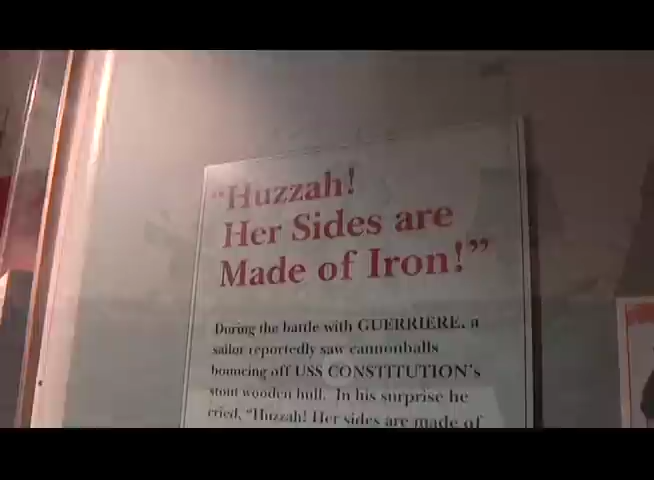 “Huzzah!
Her Sides are
Made of Iron!”
During the battle with GUERRIERE, a
sailor reportedly saw cannonballs
bouncing off USS CONSTITUTION’s
stout wooden hull. In his surprise he
cried, “Huzzah! Her sides are made of